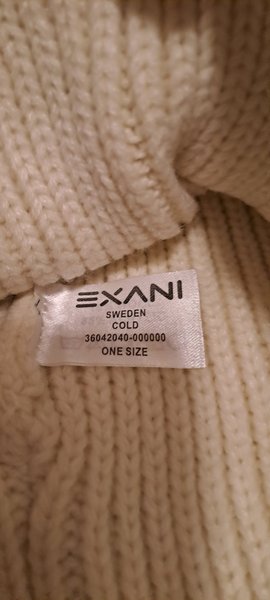 EXANI
SWEDEN
COLD
36042040-000000
ONE SIZE